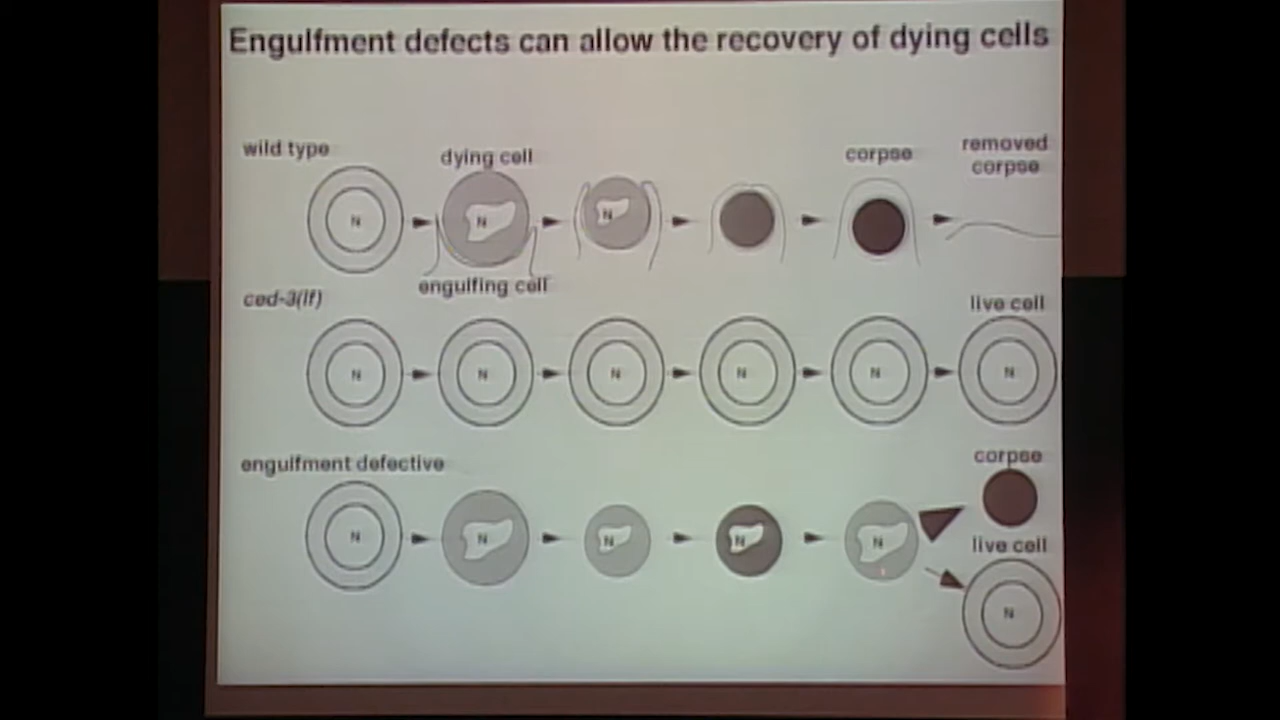 Engulfment defects can allow the recovery of dying cells
wild type
dying cell
corpse
removed
corpse
N
N
N
engulfing cell
ced-3(lf)
live cell
N
N
N
N
N
N
engulfment defective
corpse
N
N
N
N
N
live cell
N